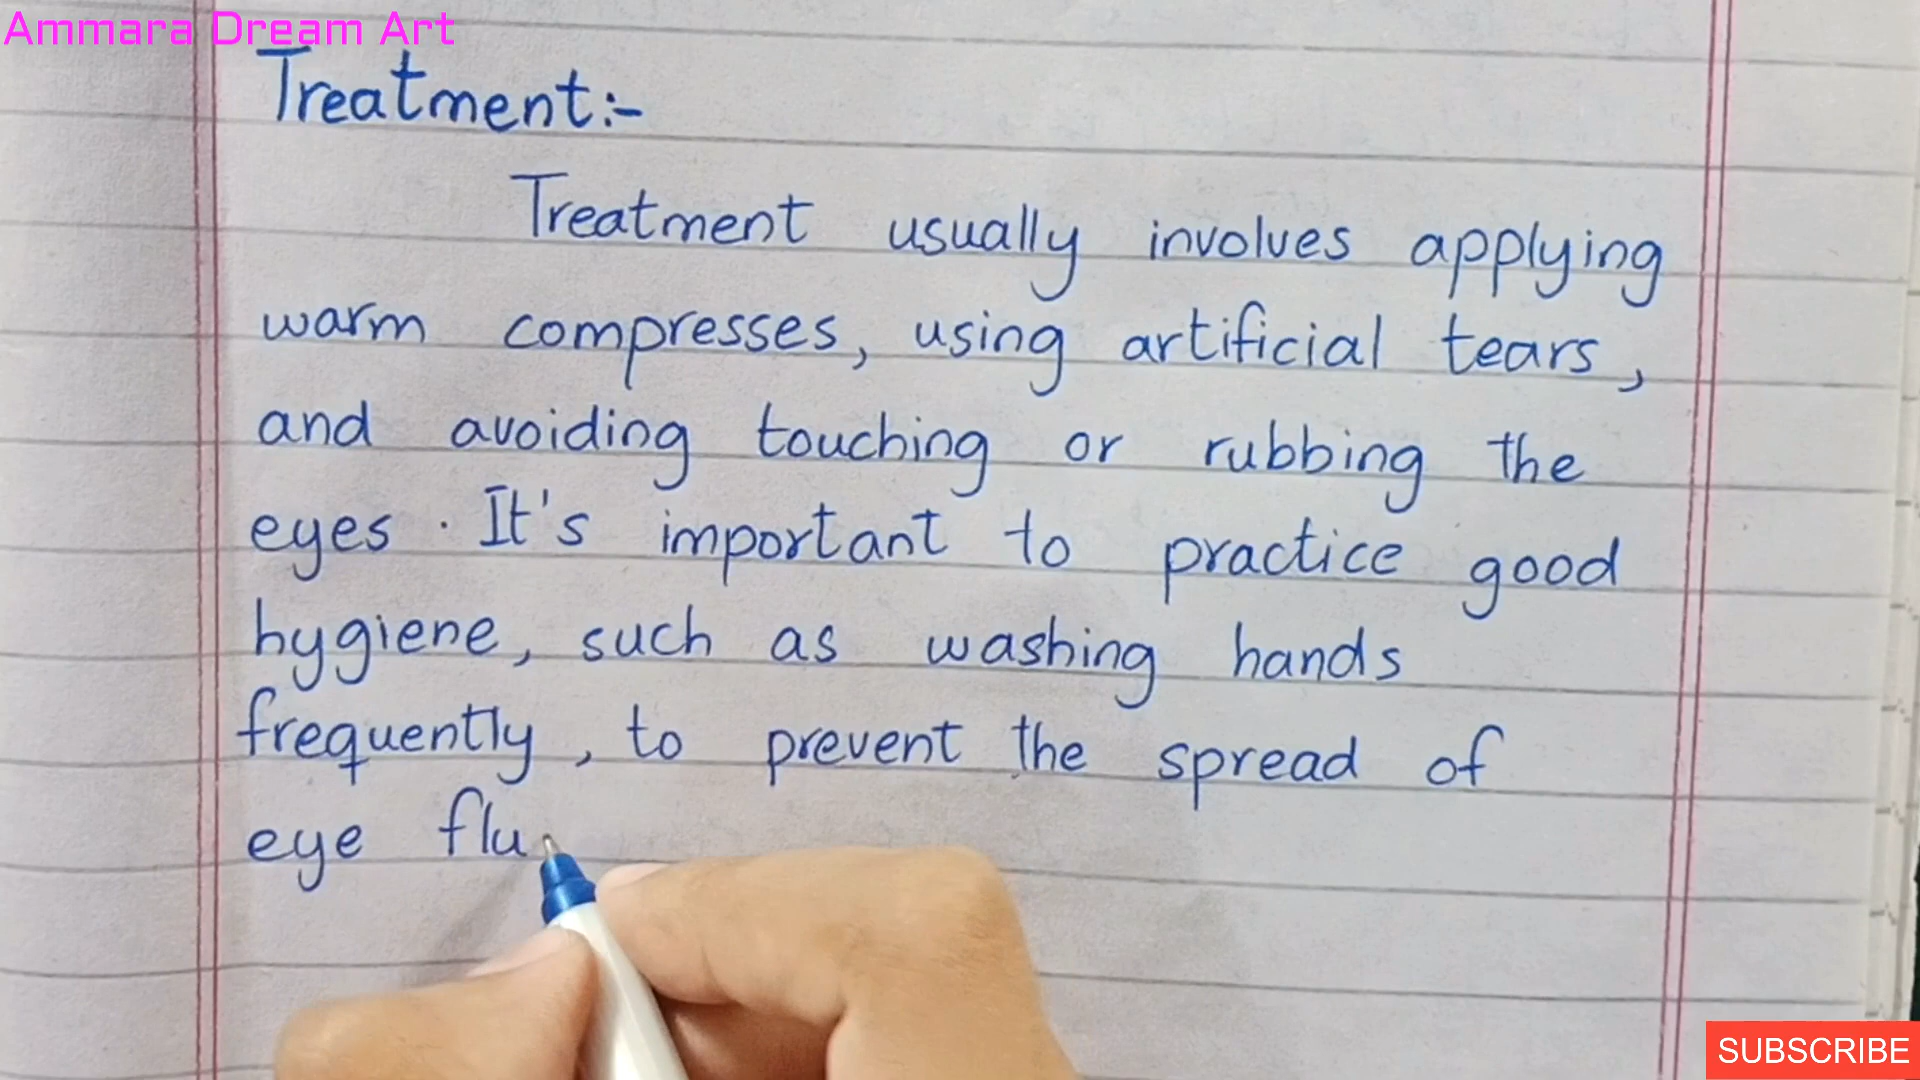 Ammara Dream Art
Treatment:-
Treatment usually involves applying
warm compresses, using artificial tears,
and avoiding touching or rubbing the
eyes. It's important to practice good
hygiene, such as washing hands
frequently, to prevent the spread of
eye flu
SUBSCRIBE